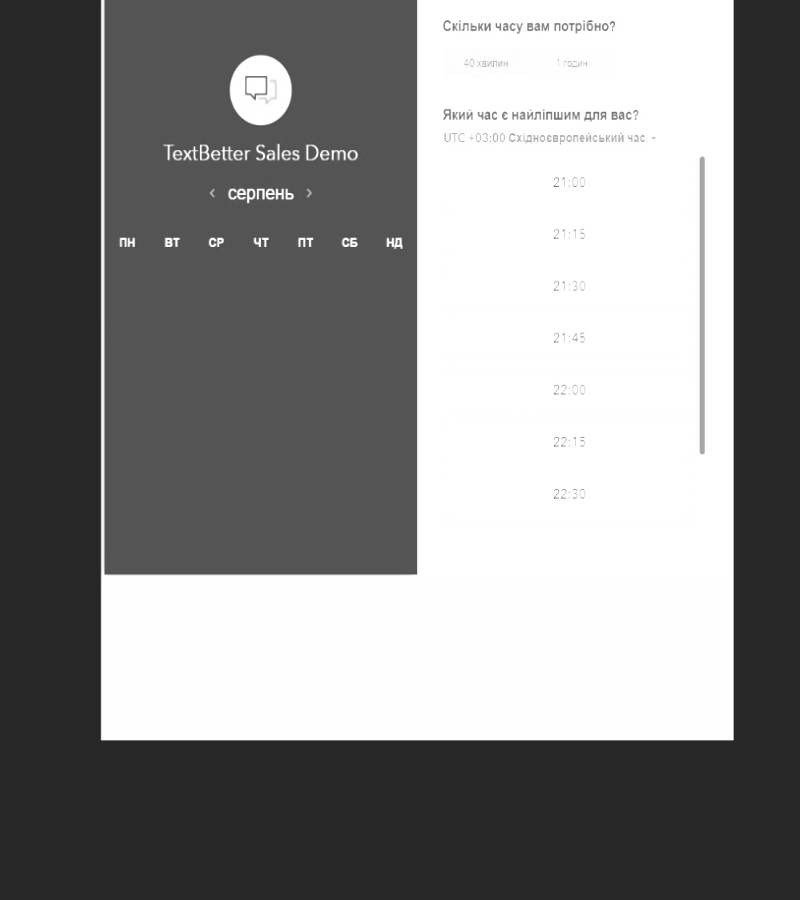 TextBetter Sales Demo
серпень
ПН ВТ СР ЧТ ПТ СБ НД
Скільки часу вам потрібно?
40 хвилин 1 годин
Який час є найліпшим для вас?
UTC +03:00 Східноєвропейський час
21:00
21:15
21:30
21:45
22:00
22:15
22:30